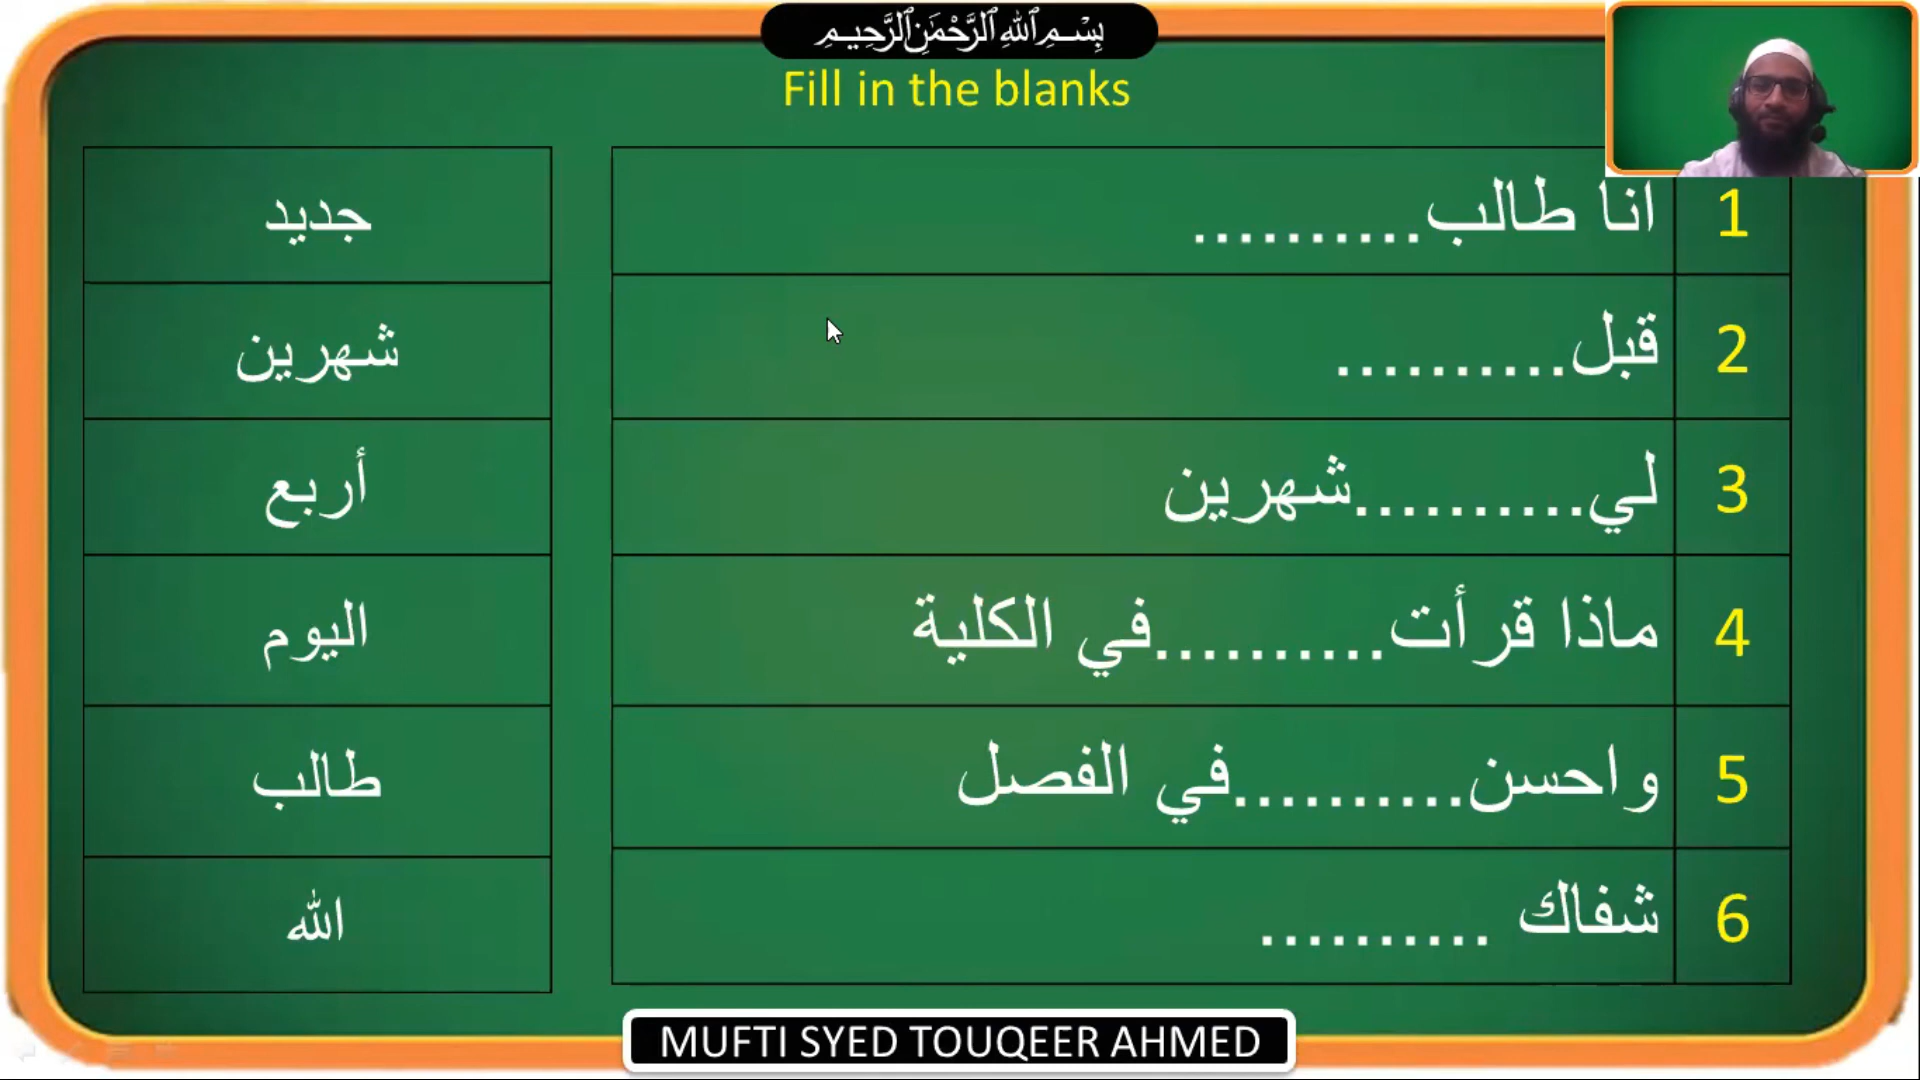 بِسْمِ ٱللَّهِ ٱلرَّحْمَٰنِ ٱلرَّحِيمِ
Fill in the blanks
1 انا طالب.......... جديد
2 قبل.......... شهرين
3 لي..........شهرين أربع
4 ماذا قرأت..........في الكلية اليوم
5 واحسن..........في الفصل طالب
6 شفاك .......... الله
MUFTI SYED TOUQEER AHMED